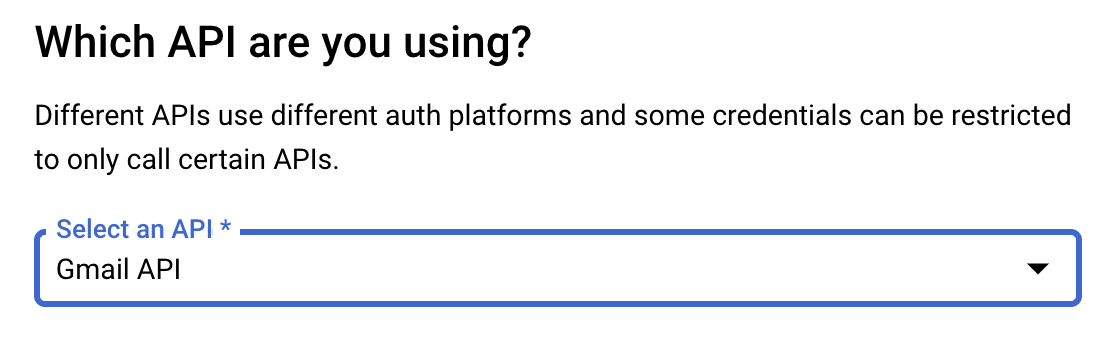 Which API are you using?
Different APIs use different auth platforms and some credentials can be restricted
to only call certain APIs.
Select an API *
Gmail API